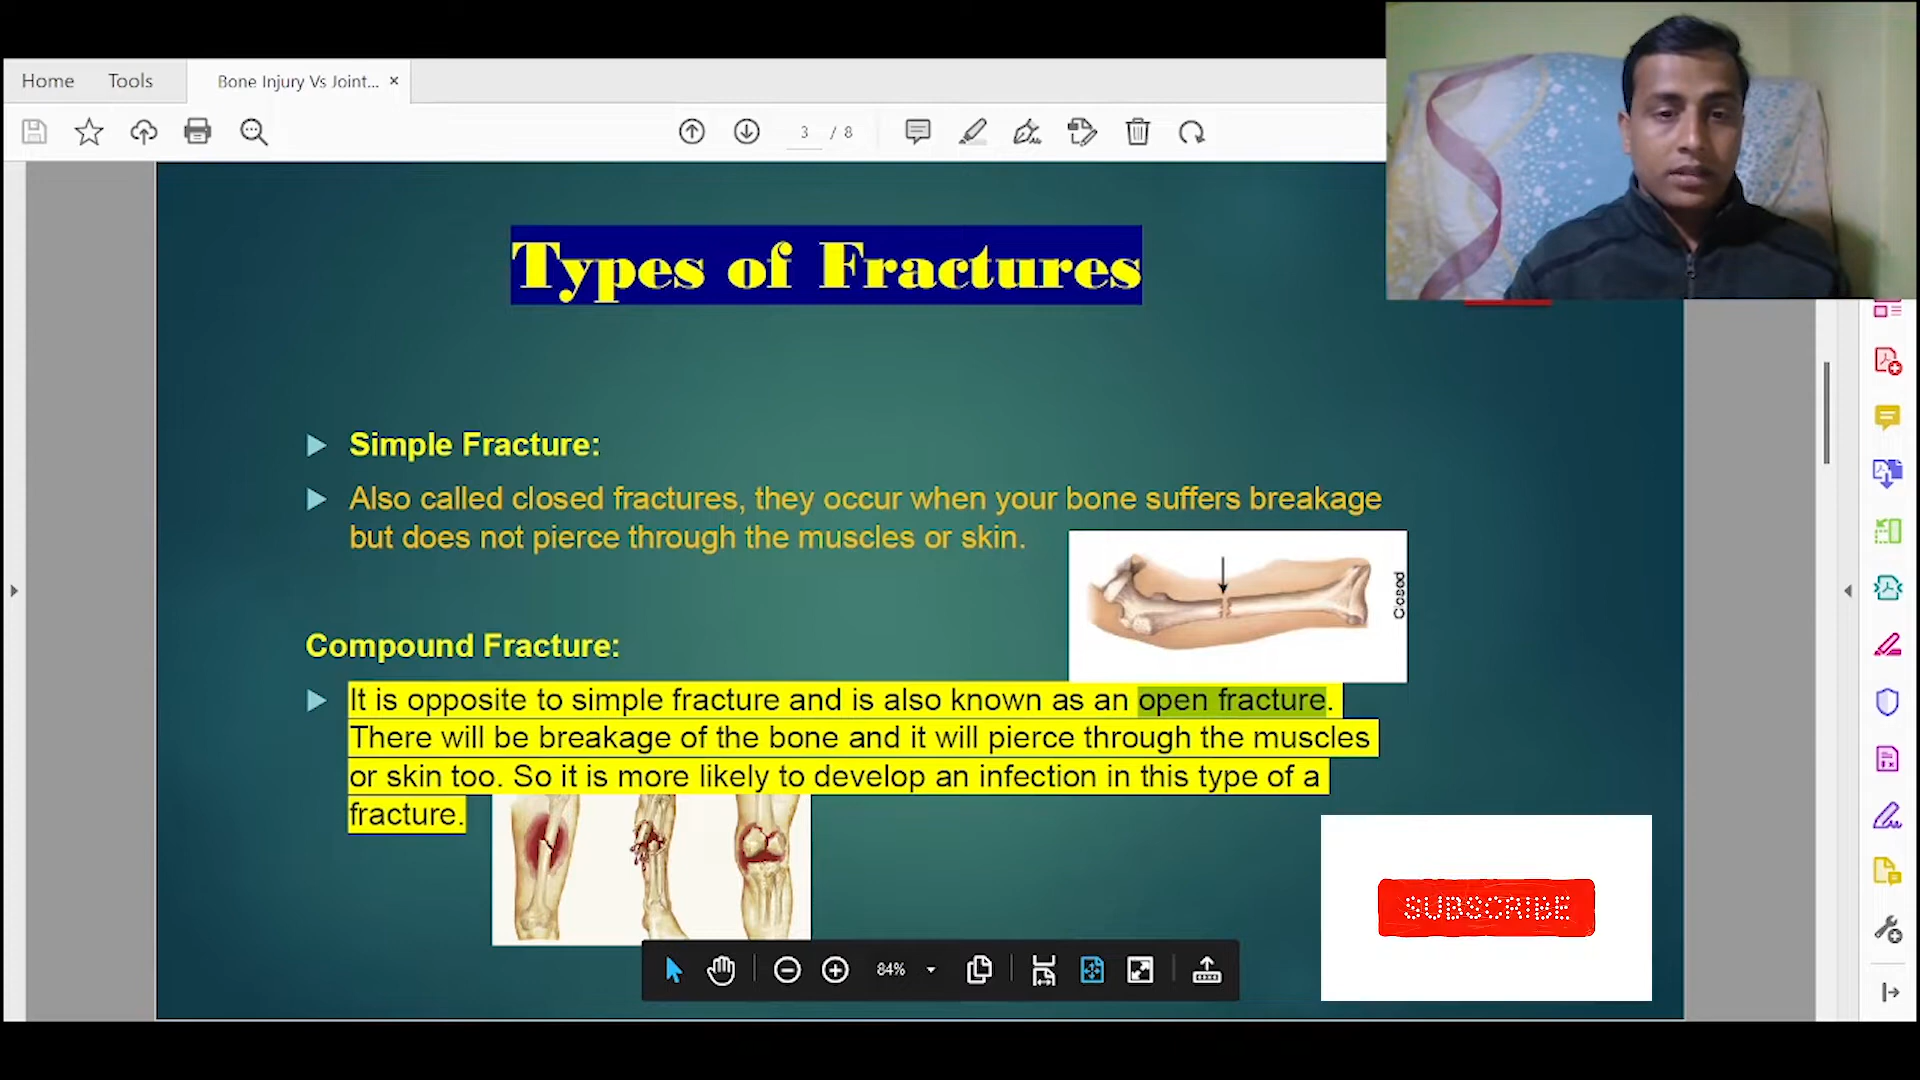 Home Tools Bone Injury Vs Joint... ×
3 / 8
Types of Fractures
Simple Fracture:
Also called closed fractures, they occur when your bone suffers breakage
but does not pierce through the muscles or skin.
Closed
Compound Fracture:
It is opposite to simple fracture and is also known as an open fracture.
There will be breakage of the bone and it will pierce through the muscles
or skin too. So it is more likely to develop an infection in this type of a
fracture.
SUBSCRIBE
84%